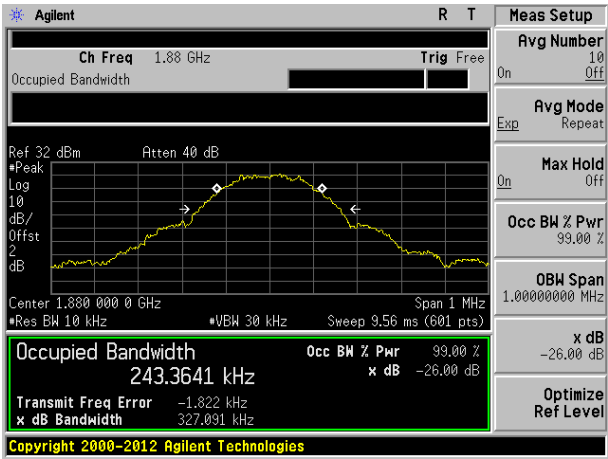 Agilent R T Meas Setup
Avg Number
10
On Off
Ch Freq 1.88 GHz Trig Free
Occupied Bandwidth
Avg Mode
Exp Repeat
Ref 32 dBm Atten 40 dB
#Peak
Log
10
dB/
Offst
2
dB
Max Hold
On Off
Occ BW % Pwr
99.00 %
OBW Span
1.00000000 MHz
Center 1.880 000 0 GHz Span 1 MHz
#Res BW 10 kHz #VBW 30 kHz Sweep 9.56 ms (601 pts)
x dB
-26.00 dB
Occupied Bandwidth Occ BW % Pwr 99.00 %
243.3641 kHz x dB -26.00 dB
Transmit Freq Error -1.822 kHz
x dB Bandwidth 327.091 kHz
Optimize
Ref Level
Copyright 2000-2012 Agilent Technologies